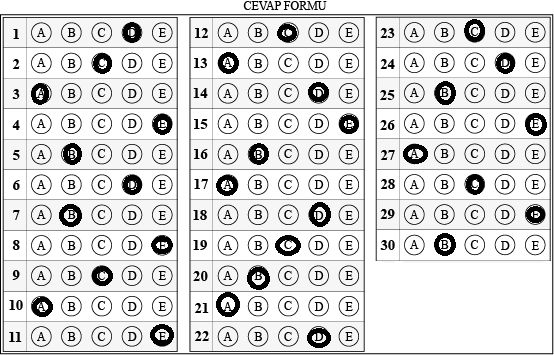 CEVAP FORMU
1 A B C D E
2 A B C D E
3 A B C D E
4 A B C D E
5 A B C D E
6 A B C D E
7 A B C D E
8 A B C D E
9 A B C D E
10 A B C D E
11 A B C D E
12 A B C D E
13 A B C D E
14 A B C D E
15 A B C D E
16 A B C D E
17 A B C D E
18 A B C D E
19 A B C D E
20 A B C D E
21 A B C D E
22 A B C D E
23 A B C D E
24 A B C D E
25 A B C D E
26 A B C D E
27 A B C D E
28 A B C D E
29 A B C D E
30 A B C D E